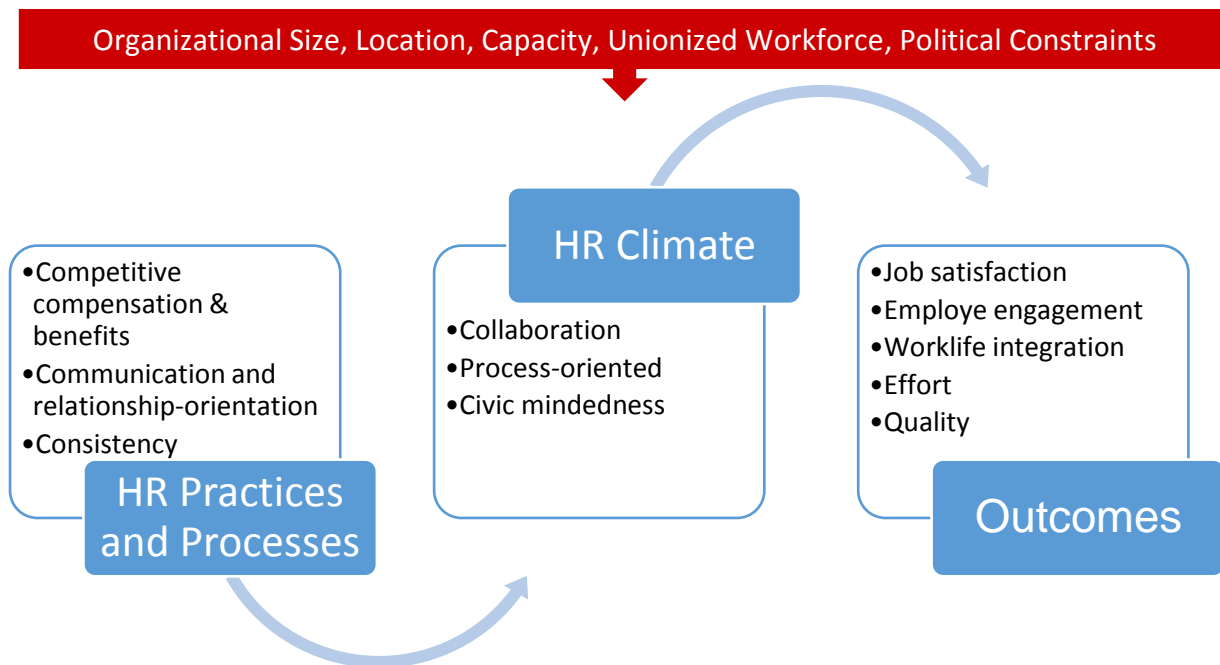 Organizational Size, Location, Capacity, Unionized Workforce, Political Constraints
•Competitive
compensation &
benefits
•Communication and
relationship-orientation
•Consistency
HR Practices
and Processes
HR Climate
•Collaboration
•Process-oriented
•Civic mindedness
•Job satisfaction
•Employe engagement
•Worklife integration
•Effort
•Quality
Outcomes